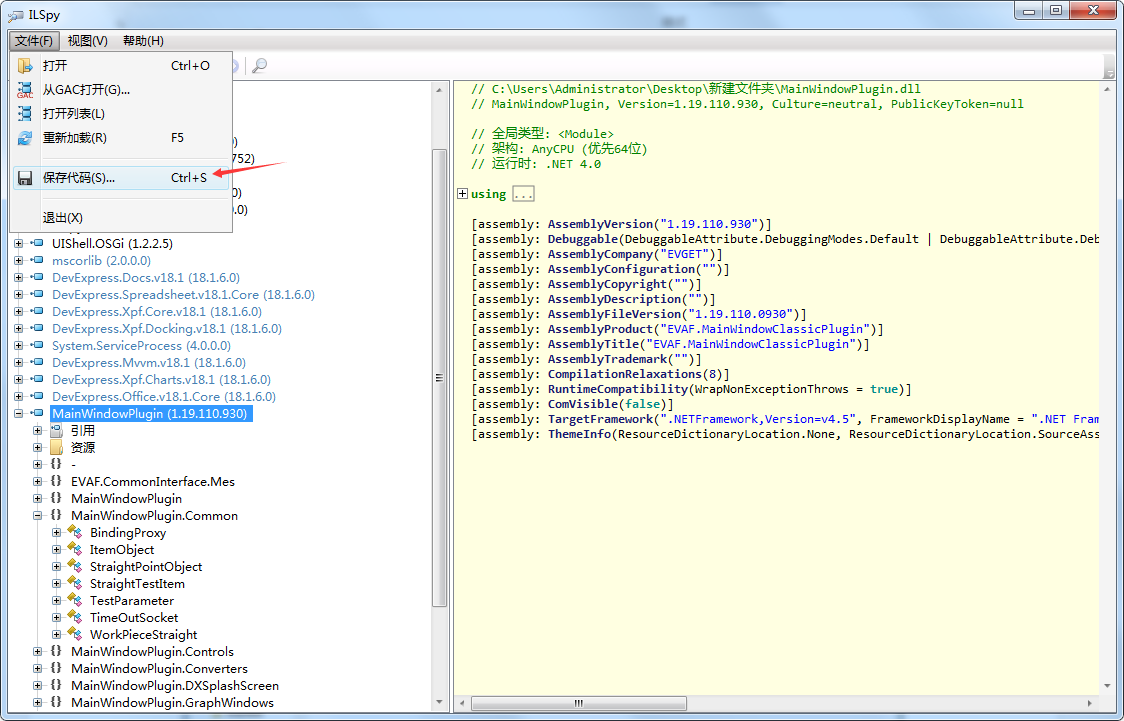 ILSpy
文件(F) 视图(V) 帮助(H)
打开 Ctrl+O
从GAC打开(G)...
打开列表(L)
重新加载(R) F5
保存代码(S)... Ctrl+S
退出(X)
)
752)
0)
0.0)
UIShell.OSGi (1.2.2.5)
mscorlib (2.0.0.0)
DevExpress.Docs.v18.1 (18.1.6.0)
DevExpress.Spreadsheet.v18.1.Core (18.1.6.0)
DevExpress.Xpf.Core.v18.1 (18.1.6.0)
DevExpress.Xpf.Docking.v18.1 (18.1.6.0)
System.ServiceProcess (4.0.0.0)
DevExpress.Mvvm.v18.1 (18.1.6.0)
DevExpress.Xpf.Charts.v18.1 (18.1.6.0)
DevExpress.Office.v18.1.Core (18.1.6.0)
MainWindowPlugin (1.19.110.930)
引用
资源
{} -
{} EVAF.CommonInterface.Mes
{} MainWindowPlugin
{} MainWindowPlugin.Common
BindingProxy
ItemObject
StraightPointObject
StraightTestItem
TestParameter
TimeOutSocket
WorkPieceStraight
{} MainWindowPlugin.Controls
{} MainWindowPlugin.Converters
{} MainWindowPlugin.DXSplashScreen
{} MainWindowPlugin.GraphWindows
// C:\Users\Administrator\Desktop\新建文件夹\MainWindowPlugin.dll
// MainWindowPlugin, Version=1.19.110.930, Culture=neutral, PublicKeyToken=null
// 全局类型: <Module>
// 架构: AnyCPU (优先64位)
// 运行时: .NET 4.0
using ...
[assembly: AssemblyVersion("1.19.110.930")]
[assembly: Debuggable(DebuggableAttribute.DebuggingModes.Default | DebuggableAttribute.Deb
[assembly: AssemblyCompany("EVGET")]
[assembly: AssemblyConfiguration("")]
[assembly: AssemblyCopyright("")]
[assembly: AssemblyDescription("")]
[assembly: AssemblyFileVersion("1.19.110.0930")]
[assembly: AssemblyProduct("EVAF.MainWindowClassicPlugin")]
[assembly: AssemblyTitle("EVAF.MainWindowClassicPlugin")]
[assembly: AssemblyTrademark("")]
[assembly: CompilationRelaxations(8)]
[assembly: RuntimeCompatibility(WrapNonExceptionThrows = true)]
[assembly: ComVisible(false)]
[assembly: TargetFramework(".NETFramework,Version=v4.5", FrameworkDisplayName = ".NET Fram
[assembly: ThemeInfo(ResourceDictionaryLocation.None, ResourceDictionaryLocation.SourceAss